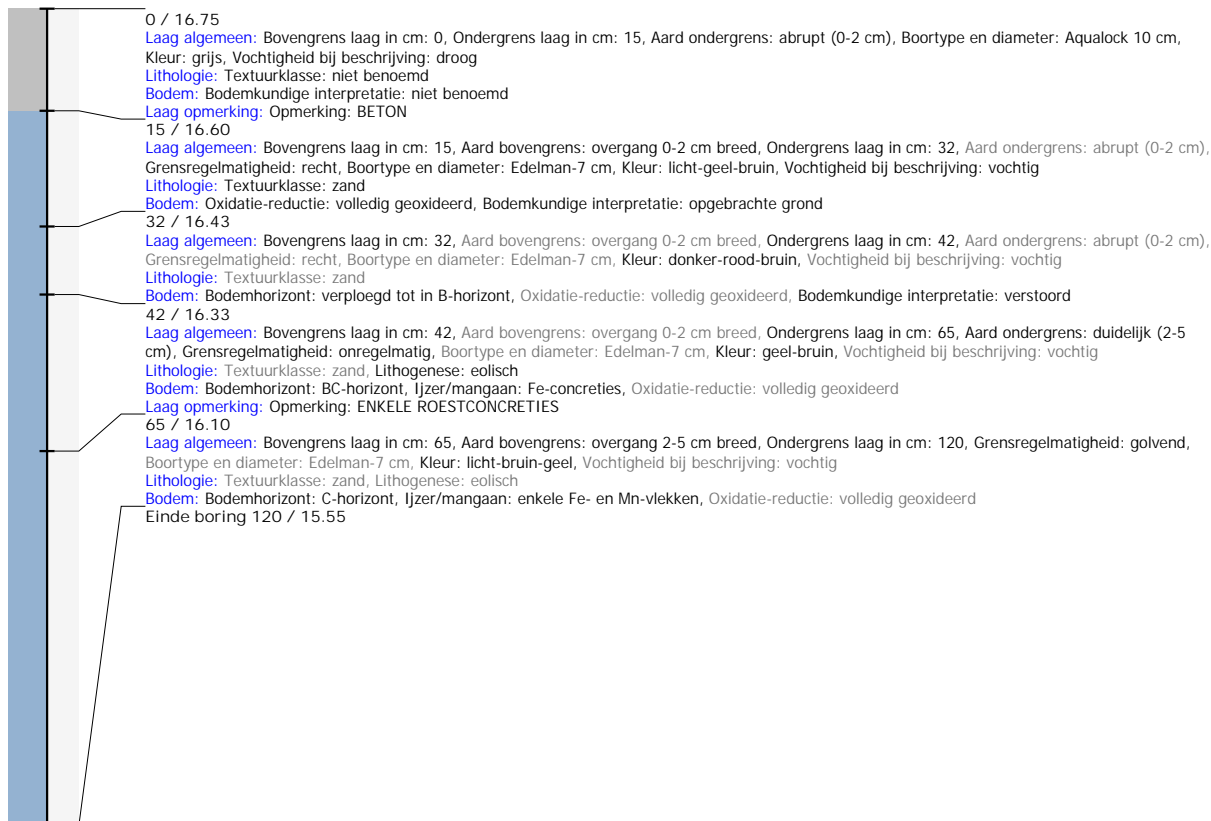 0 / 16.75
Laag algemeen: Bovengrens laag in cm: 0, Ondergrens laag in cm: 15, Aard ondergrens: abrupt (0-2 cm), Boortype en diameter: Aqualock 10 cm,
Kleur: grijs, Vochtigheid bij beschrijving: droog
Lithologie: Textuurklasse: niet benoemd
Bodem: Bodemkundige interpretatie: niet benoemd
Laag opmerking: Opmerking: BETON
15 / 16.60
Laag algemeen: Bovengrens laag in cm: 15, Aard bovengrens: overgang 0-2 cm breed, Ondergrens laag in cm: 32, Aard ondergrens: abrupt (0-2 cm),
Grensregelmatigheid: recht, Boortype en diameter: Edelman-7 cm, Kleur: licht-geel-bruin, Vochtigheid bij beschrijving: vochtig
Lithologie: Textuurklasse: zand
Bodem: Oxidatie-reductie: volledig geoxideerd, Bodemkundige interpretatie: opgebrachte grond
32 / 16.43
Laag algemeen: Bovengrens laag in cm: 32, Aard bovengrens: overgang 0-2 cm breed, Ondergrens laag in cm: 42, Aard ondergrens: abrupt (0-2 cm),
Grensregelmatigheid: recht, Boortype en diameter: Edelman-7 cm, Kleur: donker-rood-bruin, Vochtigheid bij beschrijving: vochtig
Lithologie: Textuurklasse: zand
Bodem: Bodemhorizont: verploegd tot in B-horizont, Oxidatie-reductie: volledig geoxideerd, Bodemkundige interpretatie: verstoord
42 / 16.33
Laag algemeen: Bovengrens laag in cm: 42, Aard bovengrens: overgang 0-2 cm breed, Ondergrens laag in cm: 65, Aard ondergrens: duidelijk (2-5
cm), Grensregelmatigheid: onregelmatig, Boortype en diameter: Edelman-7 cm, Kleur: geel-bruin, Vochtigheid bij beschrijving: vochtig
Lithologie: Textuurklasse: zand, Lithogenese: eolisch
Bodem: Bodemhorizont: BC-horizont, Ijzer/mangaan: Fe-concreties, Oxidatie-reductie: volledig geoxideerd
Laag opmerking: Opmerking: ENKELE ROESTCONCRETIES
65 / 16.10
Laag algemeen: Bovengrens laag in cm: 65, Aard bovengrens: overgang 2-5 cm breed, Ondergrens laag in cm: 120, Grensregelmatigheid: golvend,
Boortype en diameter: Edelman-7 cm, Kleur: licht-bruin-geel, Vochtigheid bij beschrijving: vochtig
Lithologie: Textuurklasse: zand, Lithogenese: eolisch
Bodem: Bodemhorizont: C-horizont, Ijzer/mangaan: enkele Fe- en Mn-vlekken, Oxidatie-reductie: volledig geoxideerd
Einde boring 120 / 15.55